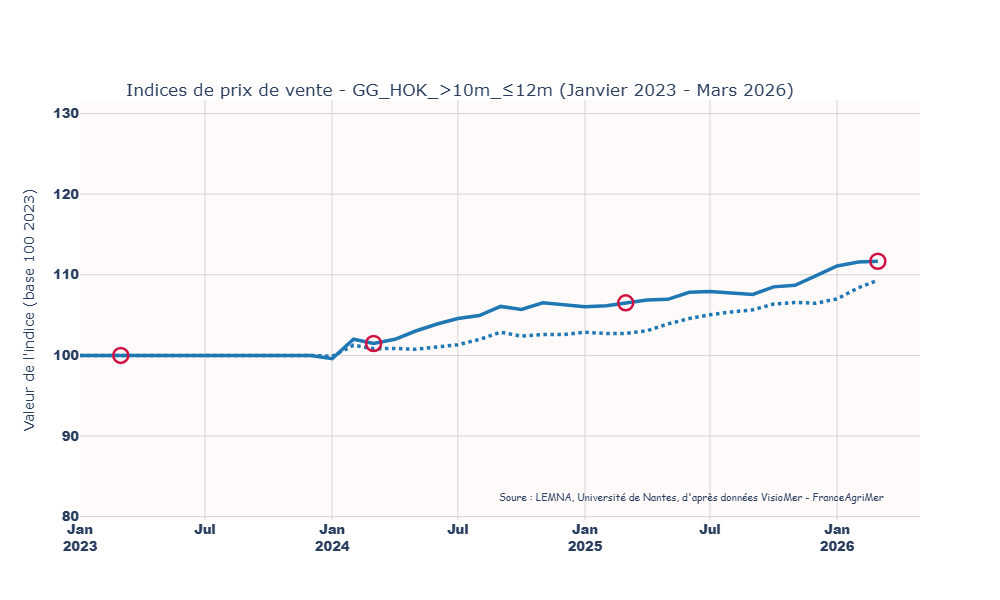 Indices de prix de vente - GG_HOK_>10m_≤12m (Janvier 2023 - Mars 2026)
Valeur de l'indice (base 100 2023)
130
120
110
100
90
80
Soure : LEMNA, Université de Nantes, d'après données VisioMer - FranceAgriMer
Jan Jul Jan Jul Jan Jul Jan
2023 2024 2025 2026